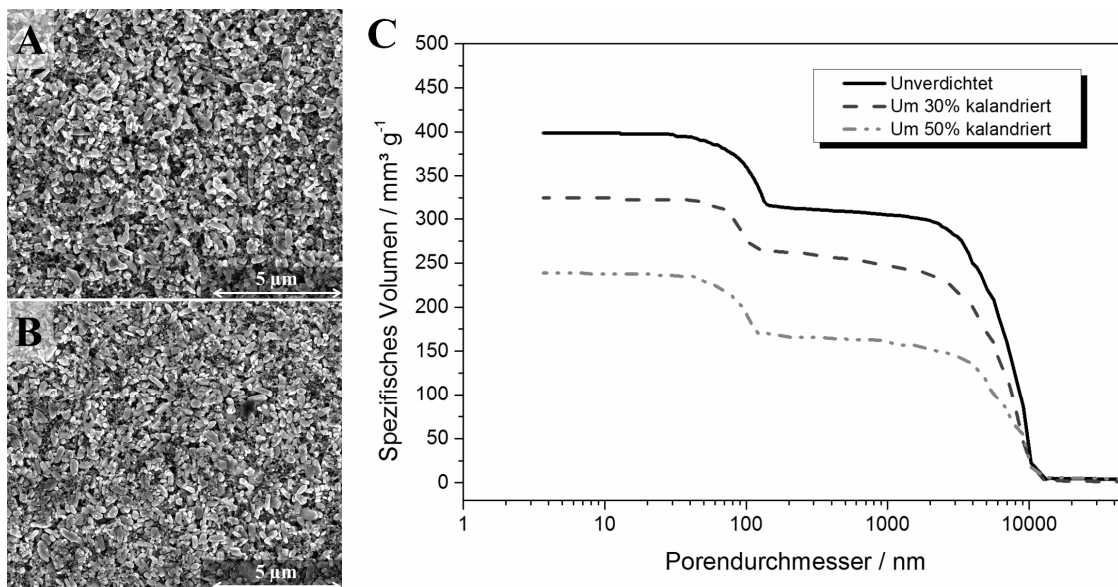 A
5 µm
B
5 µm
C
500
450
400
350
300
250
200
150
100
50
0
Spezifisches Volumen / mm³ g⁻¹
Unverdichtet
Um 30% kalandriert
Um 50% kalandriert
1
10
100
1000
10000
Porendurchmesser / nm